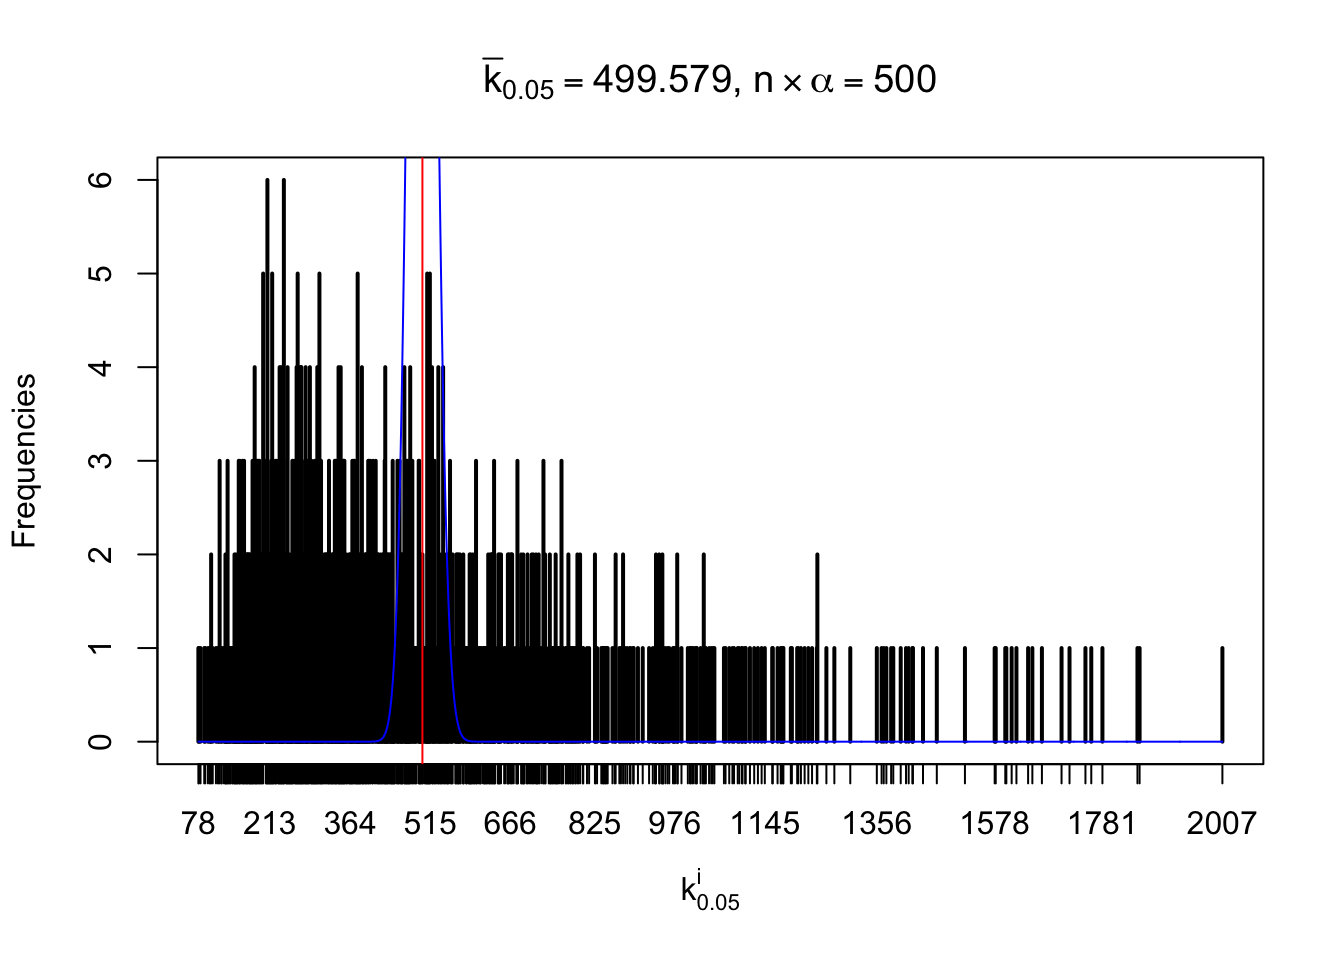 k̅₀.₀₅ = 499.579, n × α = 500
6
5
4
3
2
1
0
Frequencies
78 213 364 515 666 825 976 1145 1356 1578 1781 2007
kⁱ₀.₀₅